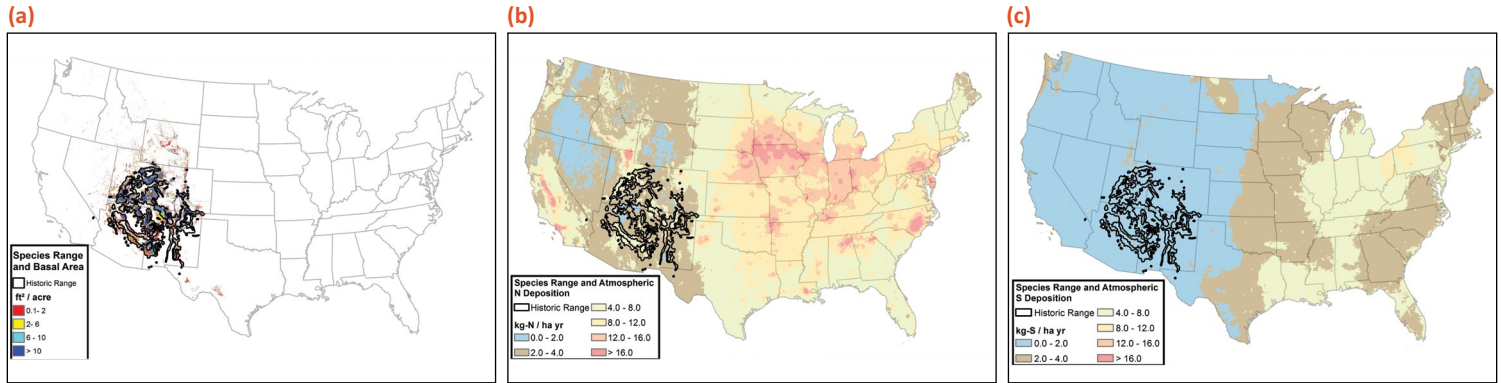 (a)
(b)
(c)
Species Range
and Basal Area
Historic Range
ft² / acre
0.1- 2
2- 6
6 - 10
> 10
Species Range and Atmospheric
N Deposition
Historic Range
4.0 - 8.0
kg-N / ha yr
8.0 - 12.0
0.0 - 2.0
12.0 - 16.0
2.0 - 4.0
> 16.0
Species Range and Atmospheric
S Deposition
Historic Range
4.0 - 8.0
kg-S / ha yr
8.0 - 12.0
0.0 - 2.0
12.0 - 16.0
2.0 - 4.0
> 16.0